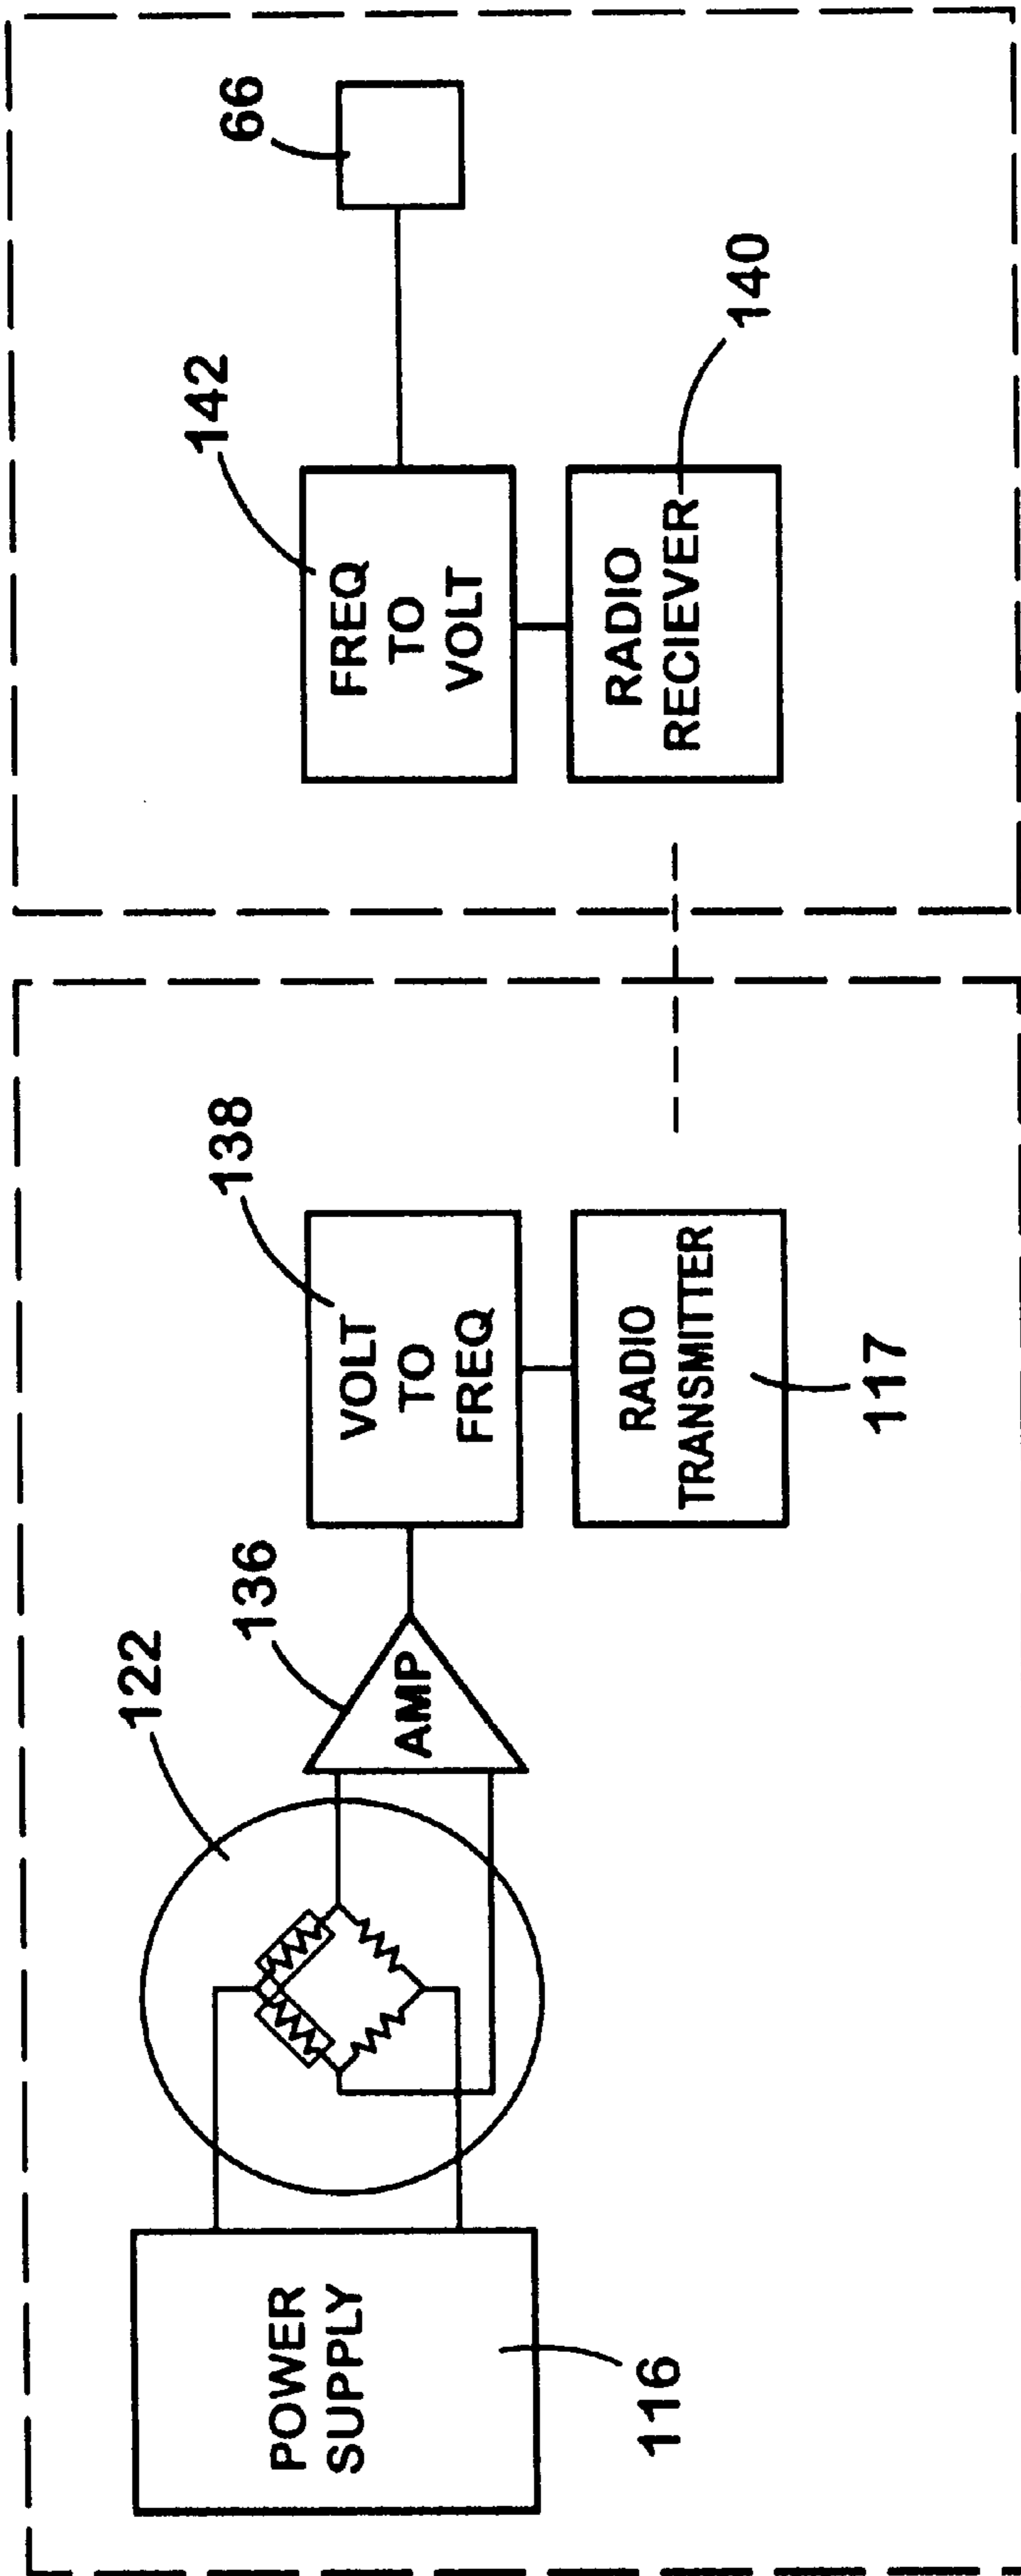 POWER
SUPPLY
116
122
AMP
136
VOLT
TO
FREQ
138
RADIO
TRANSMITTER
117
FREQ
TO
VOLT
142
RADIO
RECIEVER
140
66